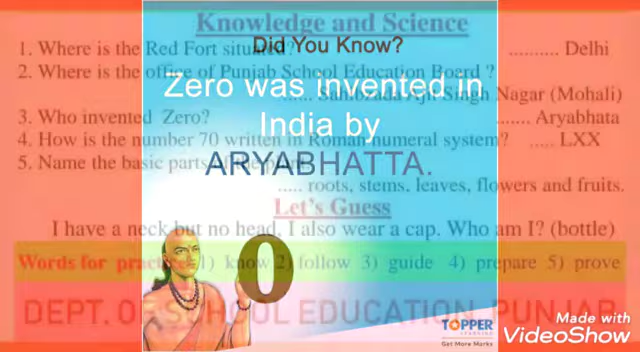 Knowledge and Science
Did You Know?
1. Where is the Red Fort situated? .......... Delhi
2. Where is the office of Punjab School Education Board ?
Zero was invented in
..... Sahibzada Ajit Singh Nagar (Mohali)
3. Who invented Zero? ....... Aryabhata
India by
4. How is the number 70 written in Roman numeral system? ..... LXX
ARYABHATTA.
5. Name the basic parts of
..... roots, stems, leaves, flowers and fruits.
Let's Guess
I have a neck but no head, I also wear a cap. Who am I? (bottle)
Words for 1) know 2) follow 3) guide 4) prepare 5) prove
0
DEPT. OF SCHOOL EDUCATION, PUNJAB
TOPPER
LEARNING
Get More Marks
Made with
VideoShow